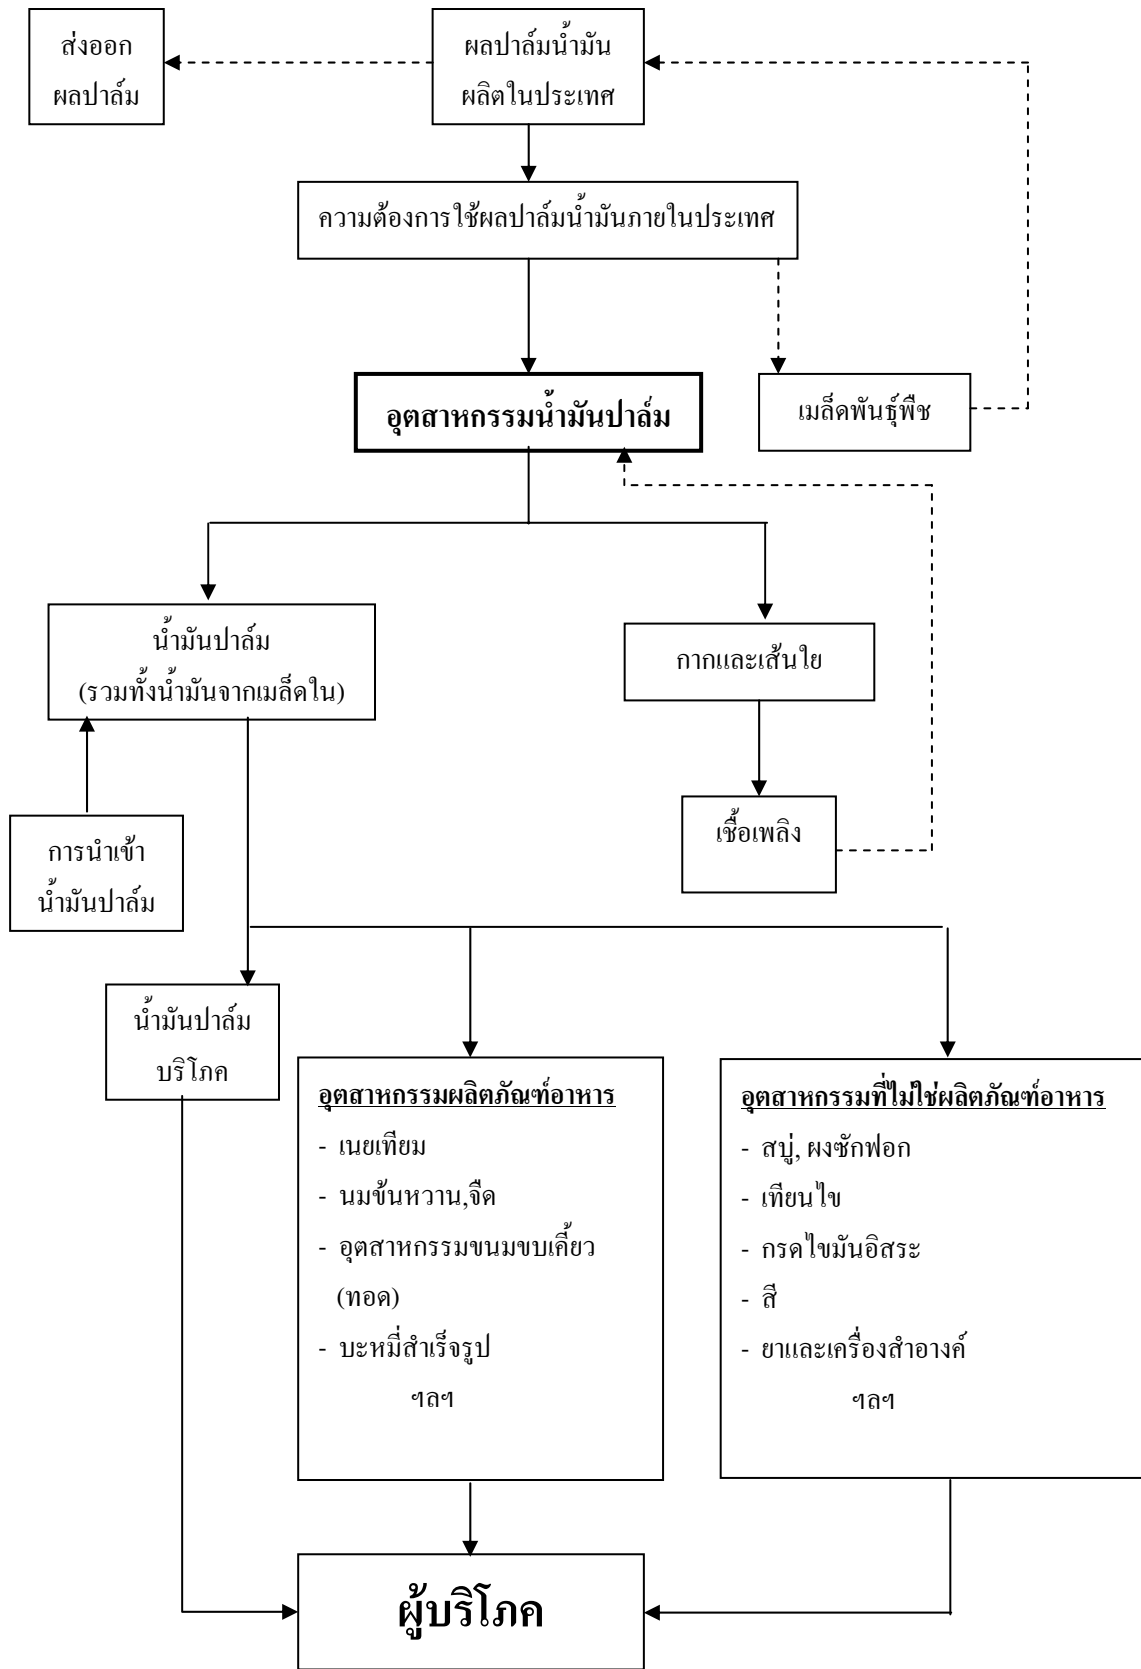 ส่งออก
ผลปาล์ม
ผลปาล์มน้ำมัน
ผลิตในประเทศ
ความต้องการใช้ผลปาล์มน้ำมันภายในประเทศ
อุตสาหกรรมน้ำมันปาล์ม
เมล็ดพันธุ์พืช
น้ำมันปาล์ม
(รวมทั้งน้ำมันจากเมล็ดใน)
กากและเส้นใย
การนำเข้า
น้ำมันปาล์ม
เชื้อเพลิง
น้ำมันปาล์ม
บริโภค
อุตสาหกรรมผลิตภัณฑ์อาหาร
- เนยเทียม
- นมข้นหวาน,จืด
- อุตสาหกรรมขนมขบเคี้ยว
(ทอด)
- บะหมี่สำเร็จรูป
ฯลฯ
อุตสาหกรรมที่ไม่ใช่ผลิตภัณฑ์อาหาร
- สบู่, ผงซักฟอก
- เทียนไข
- กรดไขมันอิสระ
- สี
- ยาและเครื่องสำอางค์
ฯลฯ
ผู้บริโภค